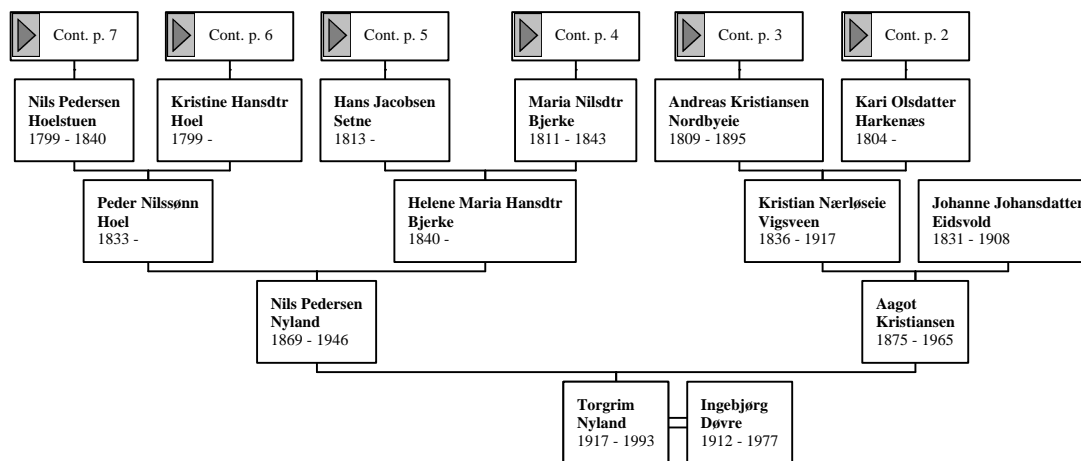 Cont. p. 7
Cont. p. 6
Cont. p. 5
Cont. p. 4
Cont. p. 3
Cont. p. 2
Nils Pedersen
Hoelstuen
1799 - 1840
Kristine Hansdtr
Hoel
1799 -
Hans Jacobsen
Setne
1813 -
Maria Nilsdtr
Bjerke
1811 - 1843
Andreas Kristiansen
Nordbyeie
1809 - 1895
Kari Olsdatter
Harkenæs
1804 -
Peder Nilssønn
Hoel
1833 -
Helene Maria Hansdtr
Bjerke
1840 -
Kristian Nærløseie
Vigsveen
1836 - 1917
Johanne Johansdatter
Eidsvold
1831 - 1908
Nils Pedersen
Nyland
1869 - 1946
Aagot
Kristiansen
1875 - 1965
Torgrim
Nyland
1917 - 1993
Ingebjørg
Døvre
1912 - 1977